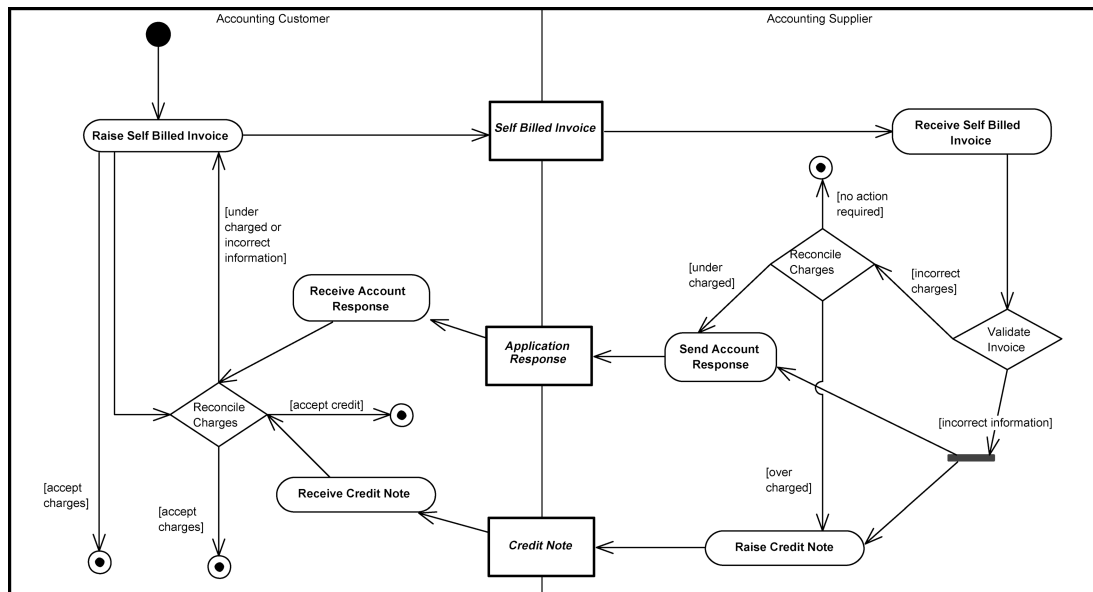 Accounting Customer
Accounting Supplier
Raise Self Billed Invoice
Self Billed Invoice
Receive Self Billed
Invoice
[no action
required]
[under
charged or
incorrect
information]
Reconcile
Charges
[under
charged]
[incorrect
charges]
Receive Account
Response
Application
Response
Send Account
Response
Validate
Invoice
Reconcile
Charges
[accept credit]
[incorrect information]
[accept
charges]
[accept
charges]
Receive Credit Note
[over
charged]
Credit Note
Raise Credit Note